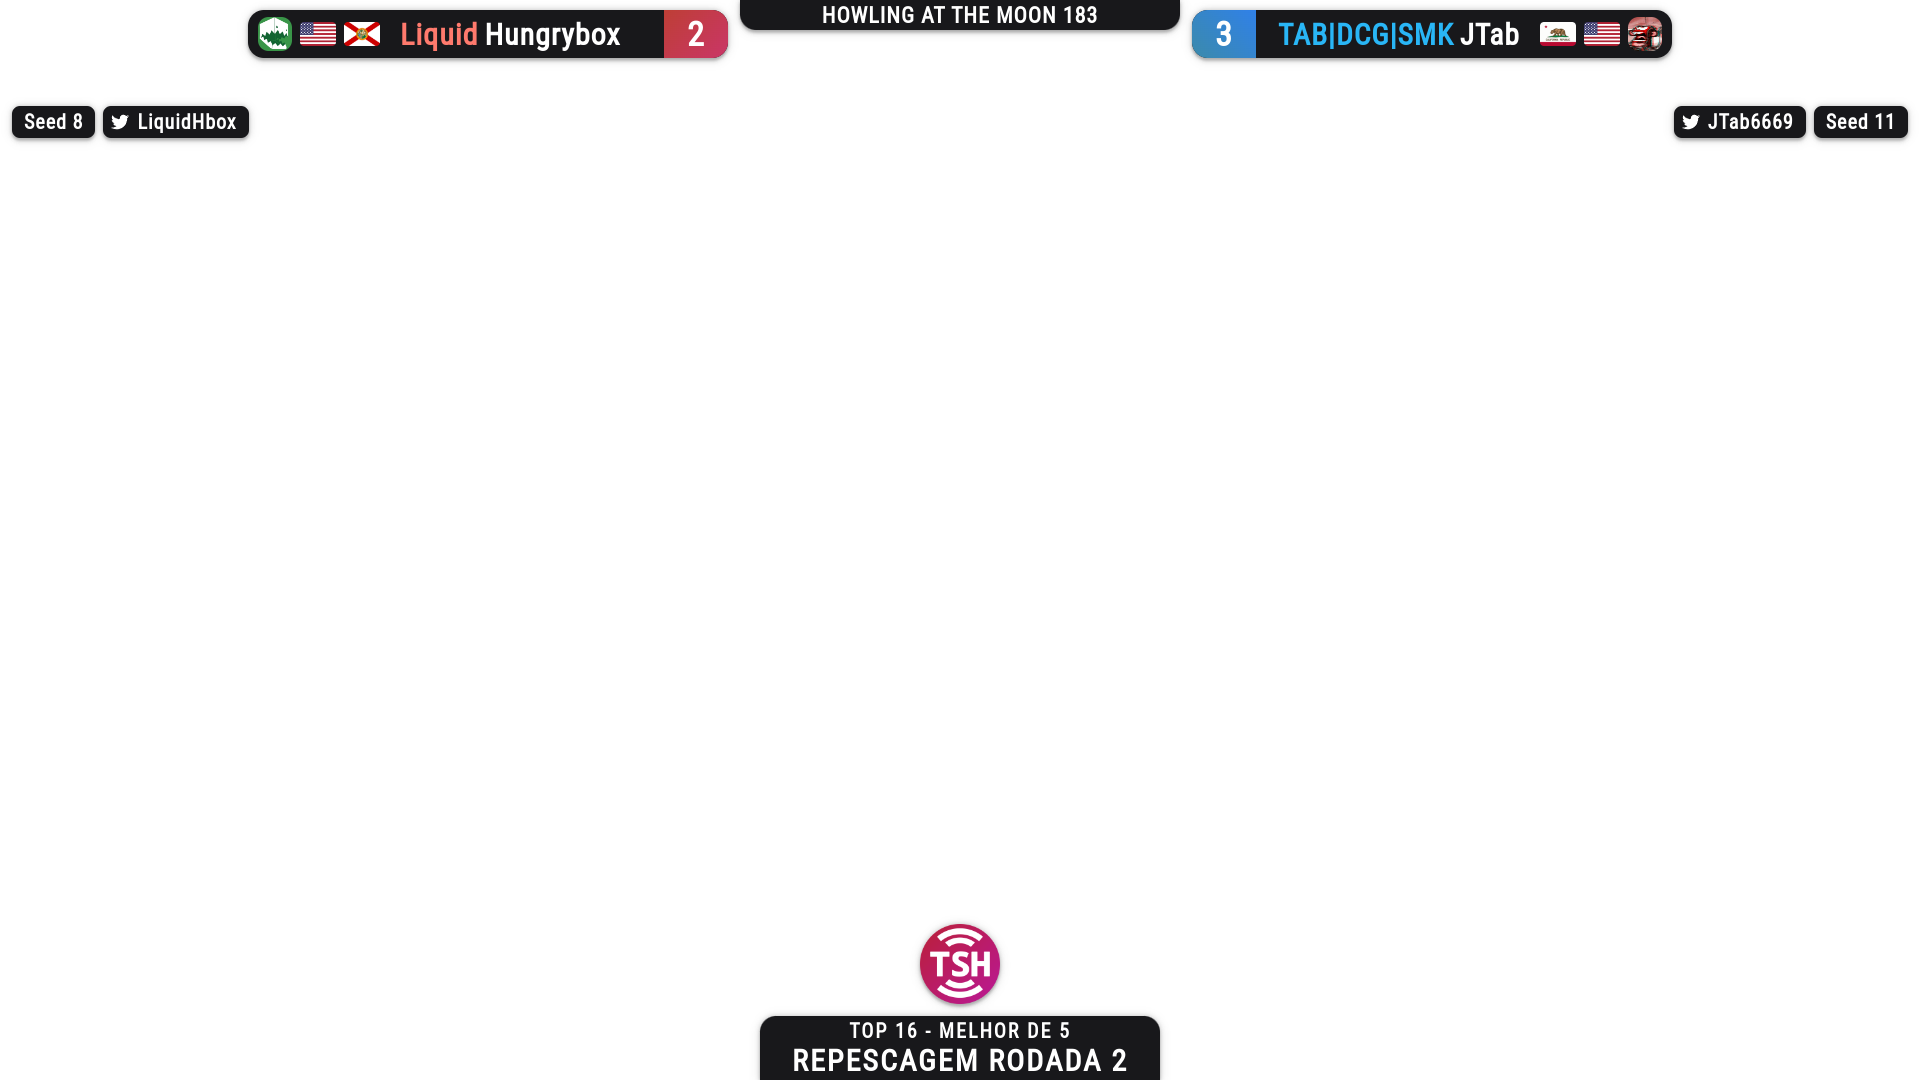 HOWLING AT THE MOON 183
Liquid Hungrybox 2
3 TAB|DCG|SMK JTab
Seed 8 LiquidHbox
JTab6669 Seed 11
TSH
TOP 16 - MELHOR DE 5
REPESCAGEM RODADA 2